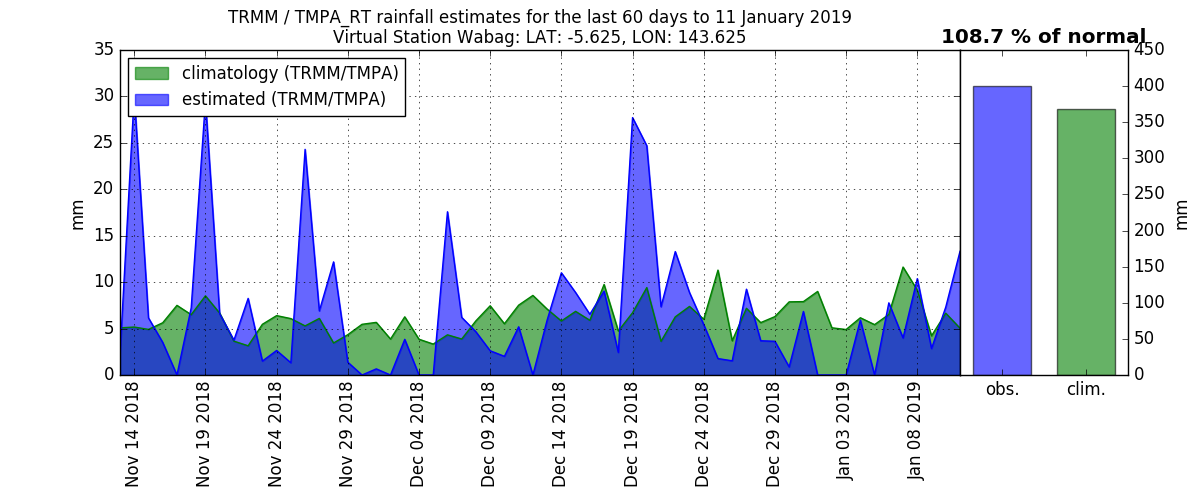 TRMM / TMPA_RT rainfall estimates for the last 60 days to 11 January 2019
Virtual Station Wabag: LAT: -5.625, LON: 143.625
108.7 % of normal
climatology (TRMM/TMPA)
estimated (TRMM/TMPA)
35
30
25
20
15
10
5
0
mm
450
400
350
300
250
200
150
100
50
0
mm
Nov 14 2018
Nov 19 2018
Nov 24 2018
Nov 29 2018
Dec 04 2018
Dec 09 2018
Dec 14 2018
Dec 19 2018
Dec 24 2018
Dec 29 2018
Jan 03 2019
Jan 08 2019
obs.
clim.